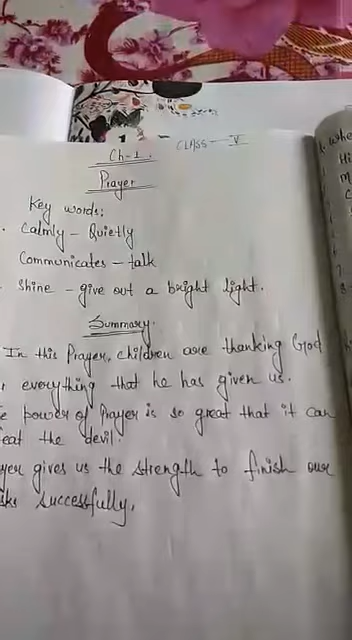 CLASS - V
Ch-1.
Prayer
Key words:
Calmly - Quietly
Communicates - talk
Shine - give out a bright light.
Summary.
In this Prayer, children are thanking God
everything that he has given us.
power of Prayer is so great that it can
the devil.
gives us the strength to finish our
successfully.
whe
Hi